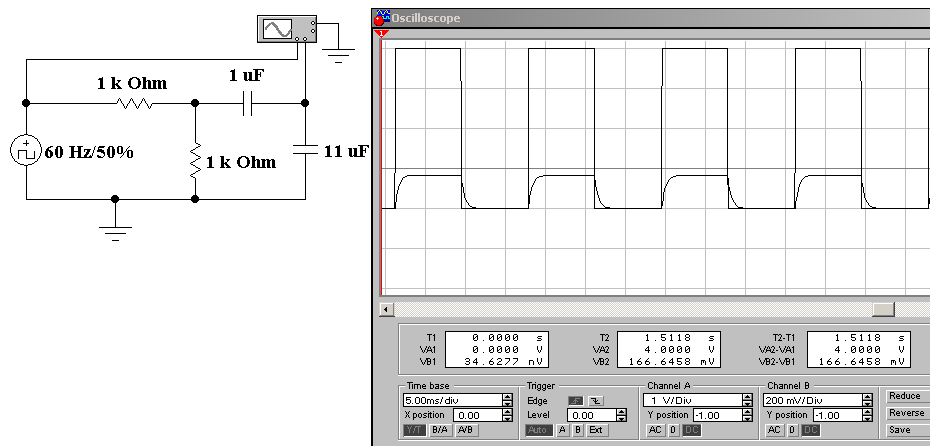 Oscilloscope
1
1 k Ohm
1 uF
60 Hz/50%
1 k Ohm
11 uF
T1 0.0000 s
VA1 0.0000 V
VB1 34.6277 nV
T2 1.5118 s
VA2 4.0000 V
VB2 166.6458 mV
T2-T1 1.5118 s
VA2-VA1 4.0000 V
VB2-VB1 166.6458 mV
Time base
5.00ms/div
X position 0.00
Y/T B/A A/B
Trigger
Edge
Level 0.00
Auto A B Ext
Channel A
1 V/Div
Y position -1.00
AC 0 DC
Channel B
200 mV/Div
Y position -1.00
AC 0 DC
Reduce
Reverse
Save